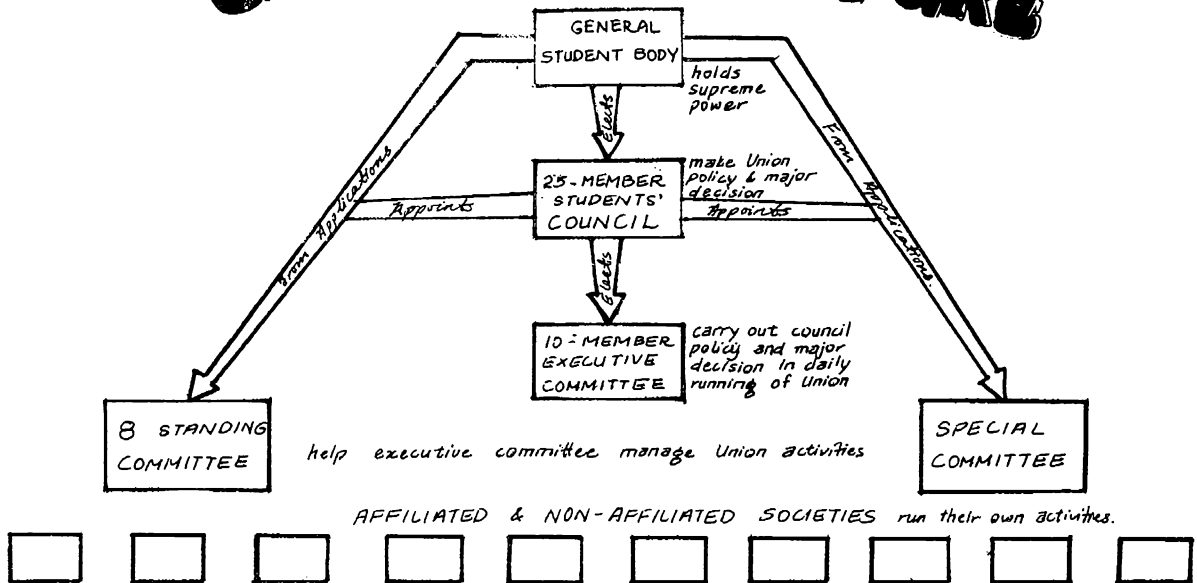 GENERAL
STUDENT BODY
holds
supreme
power
Elects
From Applications
From Applications.
25-MEMBER
STUDENTS'
COUNCIL
make Union
policy & major
decision
Appoints
Appoints
Elects
10-MEMBER
EXECUTIVE
COMMITTEE
carry out council
policy and major
decision in daily
running of Union
8 STANDING
COMMITTEE
help executive committee manage Union activities
SPECIAL
COMMITTEE
AFFILIATED & NON-AFFILIATED SOCIETIES run their own activities.